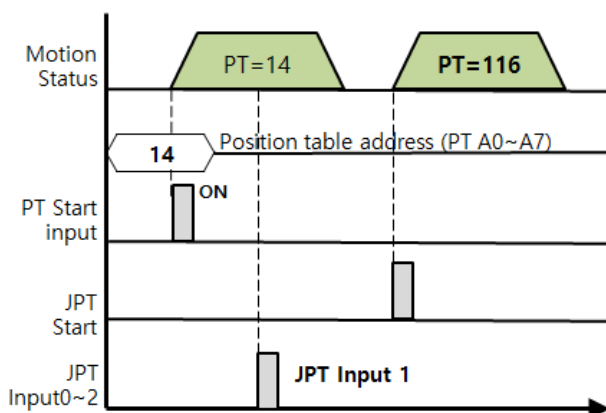 Motion
Status
PT=14
PT=116
14
Position table address (PT A0~A7)
PT Start
input
ON
JPT
Start
JPT
Input0~2
JPT Input 1